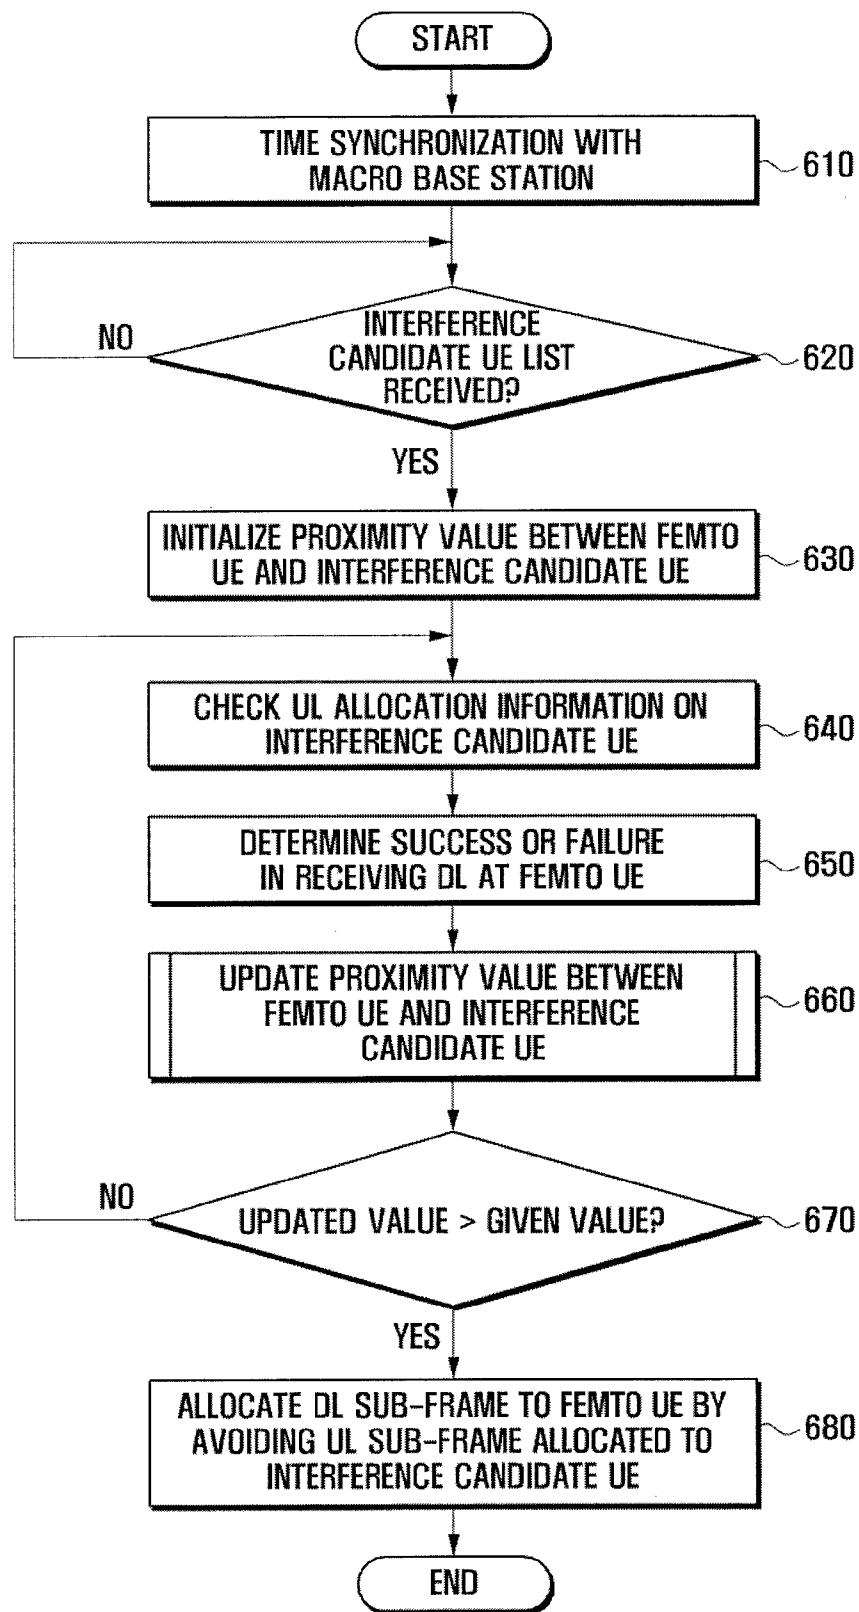 START
TIME SYNCHRONIZATION WITH
MACRO BASE STATION
610
INTERFERENCE
CANDIDATE UE LIST
RECEIVED?
620
NO
YES
INITIALIZE PROXIMITY VALUE BETWEEN FEMTO
UE AND INTERFERENCE CANDIDATE UE
630
CHECK UL ALLOCATION INFORMATION ON
INTERFERENCE CANDIDATE UE
640
DETERMINE SUCCESS OR FAILURE
IN RECEIVING DL AT FEMTO UE
650
UPDATE PROXIMITY VALUE BETWEEN
FEMTO UE AND INTERFERENCE
CANDIDATE UE
660
NO
UPDATED VALUE > GIVEN VALUE?
670
YES
ALLOCATE DL SUB-FRAME TO FEMTO UE BY
AVOIDING UL SUB-FRAME ALLOCATED TO
INTERFERENCE CANDIDATE UE
680
END